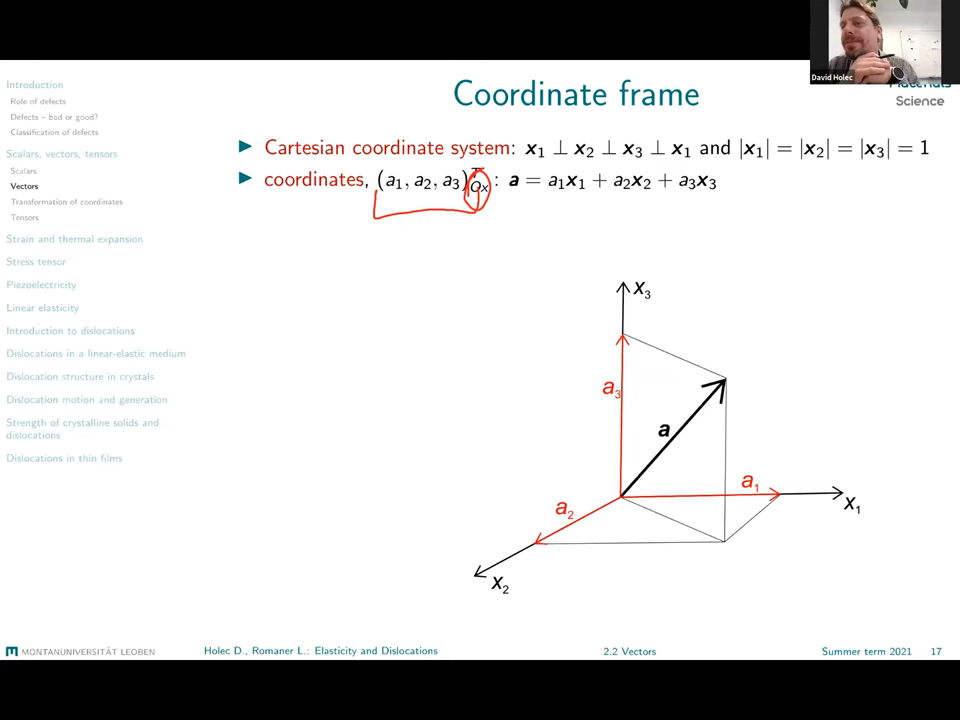 David Holec
Materials
Science
Coordinate frame
Introduction
Role of defects
Defects – bad or good?
Classification of defects
Scalars, vectors, tensors
Scalars
Vectors
Transformation of coordinates
Tensors
Strain and thermal expansion
Stress tensor
Piezoelectricity
Linear elasticity
Introduction to dislocations
Dislocations in a linear-elastic medium
Dislocation structure in crystals
Dislocation motion and generation
Strength of crystalline solids and
dislocations
Dislocations in thin films
▶ Cartesian coordinate system: x₁ ⊥ x₂ ⊥ x₃ ⊥ x₁ and |x₁| = |x₂| = |x₃| = 1
▶ coordinates, (a₁, a₂, a₃)ᵀ_Ox : a = a₁x₁ + a₂x₂ + a₃x₃
x₃
a₃
a
a₁
x₁
a₂
x₂
MONTANUNIVERSITÄT LEOBEN
Holec D., Romaner L.: Elasticity and Dislocations
2.2 Vectors
Summer term 2021 17